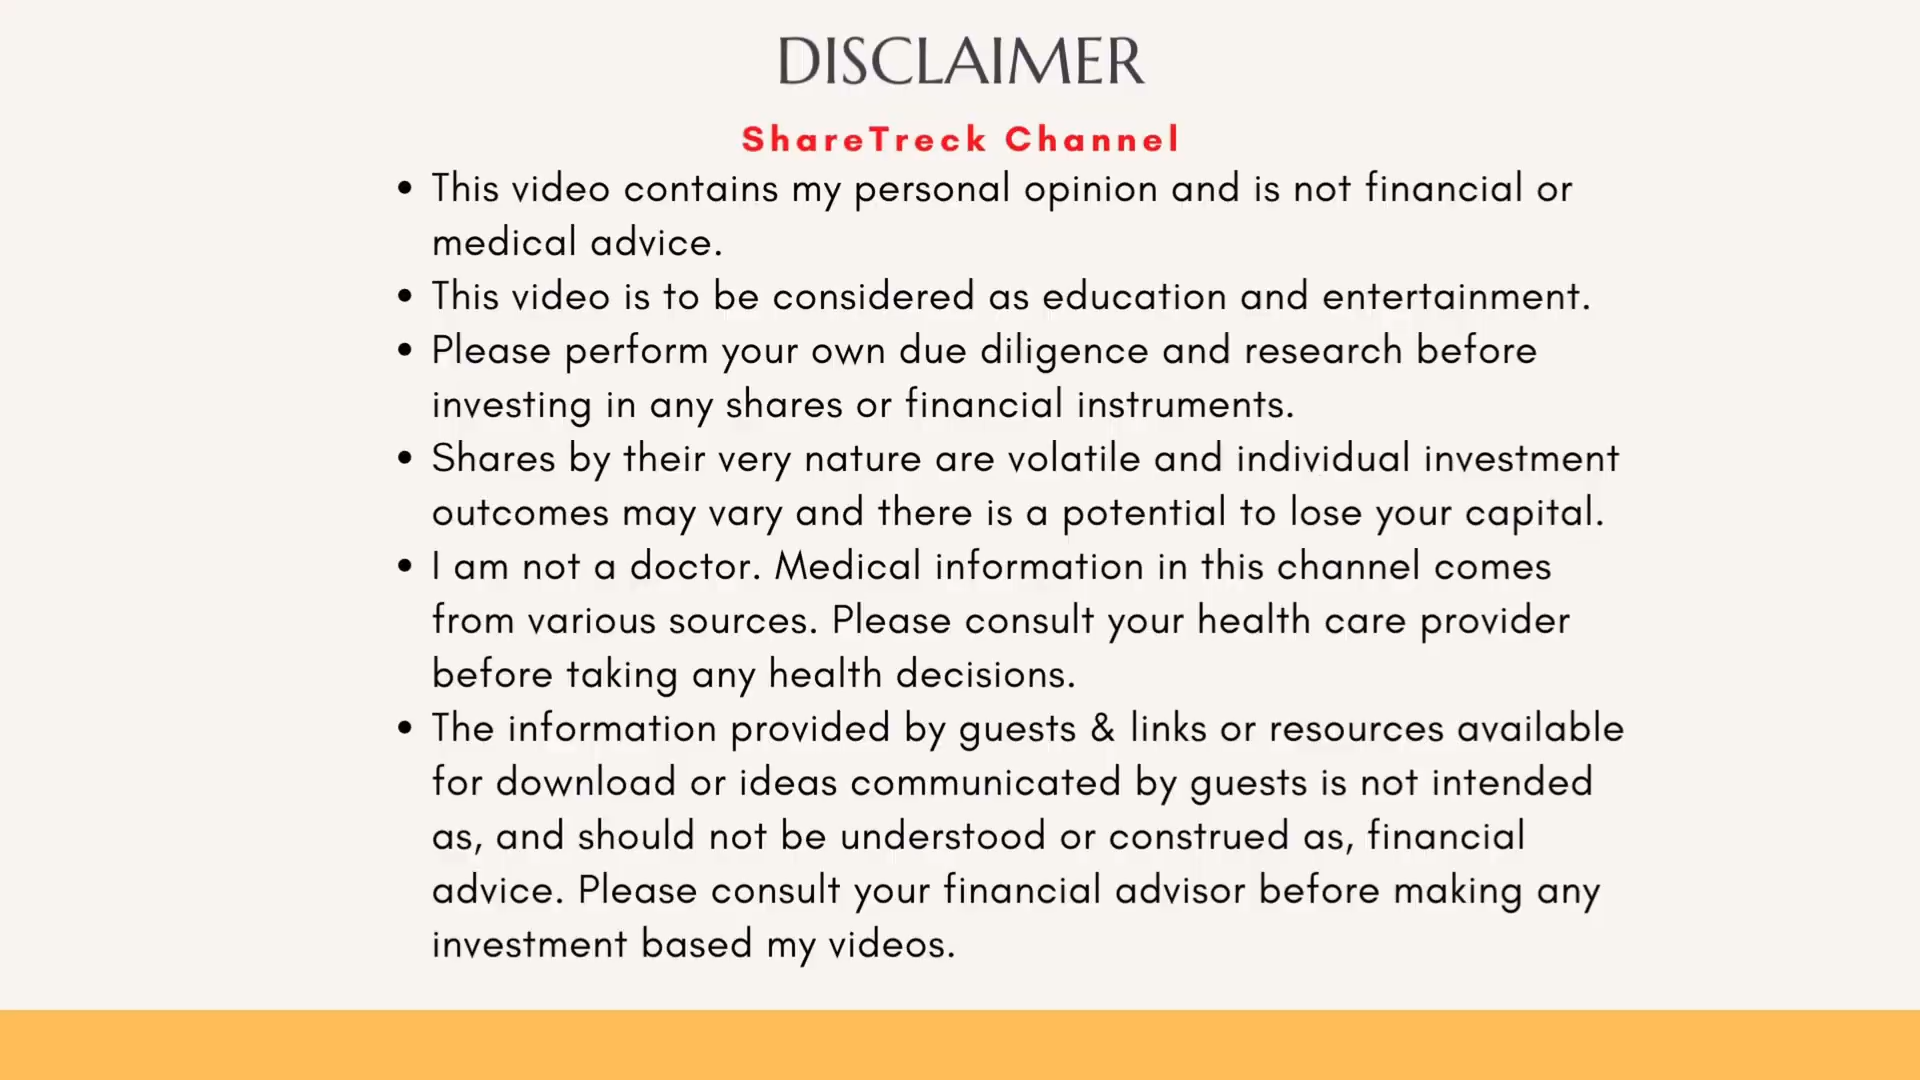 DISCLAIMER
ShareTreck Channel
• This video contains my personal opinion and is not financial or
medical advice.
• This video is to be considered as education and entertainment.
• Please perform your own due diligence and research before
investing in any shares or financial instruments.
• Shares by their very nature are volatile and individual investment
outcomes may vary and there is a potential to lose your capital.
• I am not a doctor. Medical information in this channel comes
from various sources. Please consult your health care provider
before taking any health decisions.
• The information provided by guests & links or resources available
for download or ideas communicated by guests is not intended
as, and should not be understood or construed as, financial
advice. Please consult your financial advisor before making any
investment based my videos.